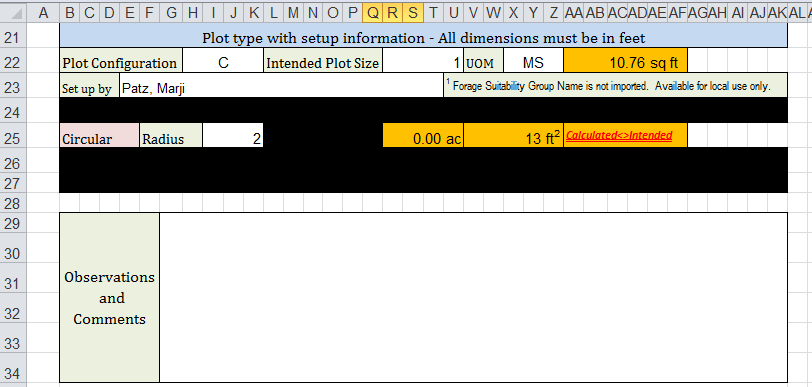 A B C D E F G H I J K L M N O P Q R S T U V W X Y Z AA AB AC AD AE AF AG AH AI AJ AK AL
21 Plot type with setup information - All dimensions must be in feet
22 Plot Configuration C Intended Plot Size 1 UOM MS 10.76 sq ft
23 Set up by Patz, Marji ¹ Forage Suitability Group Name is not imported. Available for local use only.
24
25 Circular Radius 2 0.00 ac 13 ft² Calculated<>Intended
26
27
28
29
30
31 Observations
and
32 Comments
33
34